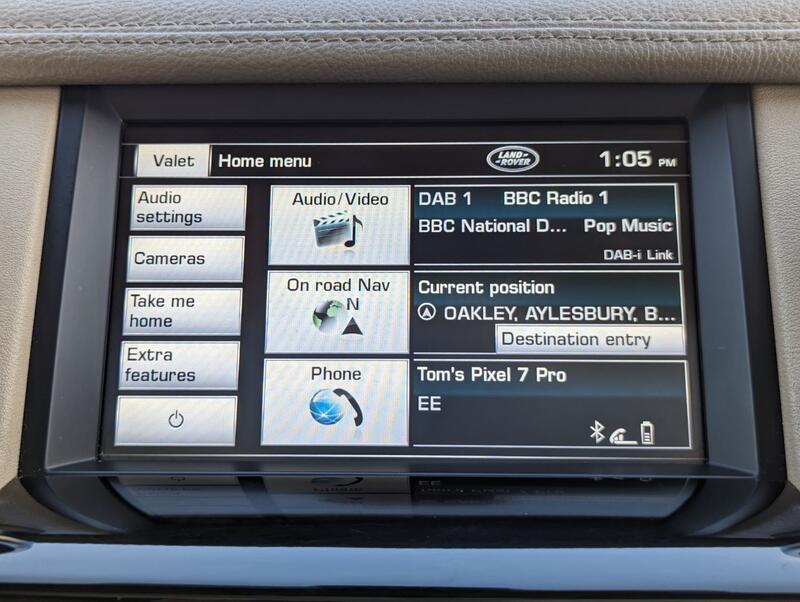 Valet
Home menu
LAND ROVER
1:05 PM
Audio
settings
Cameras
Take me
home
Extra
features
Audio/Video
On road Nav
N
Phone
DAB 1 BBC Radio 1
BBC National D... Pop Music
DAB-i Link
Current position
OAKLEY, AYLESBURY, B...
Destination entry
Tom's Pixel 7 Pro
EE